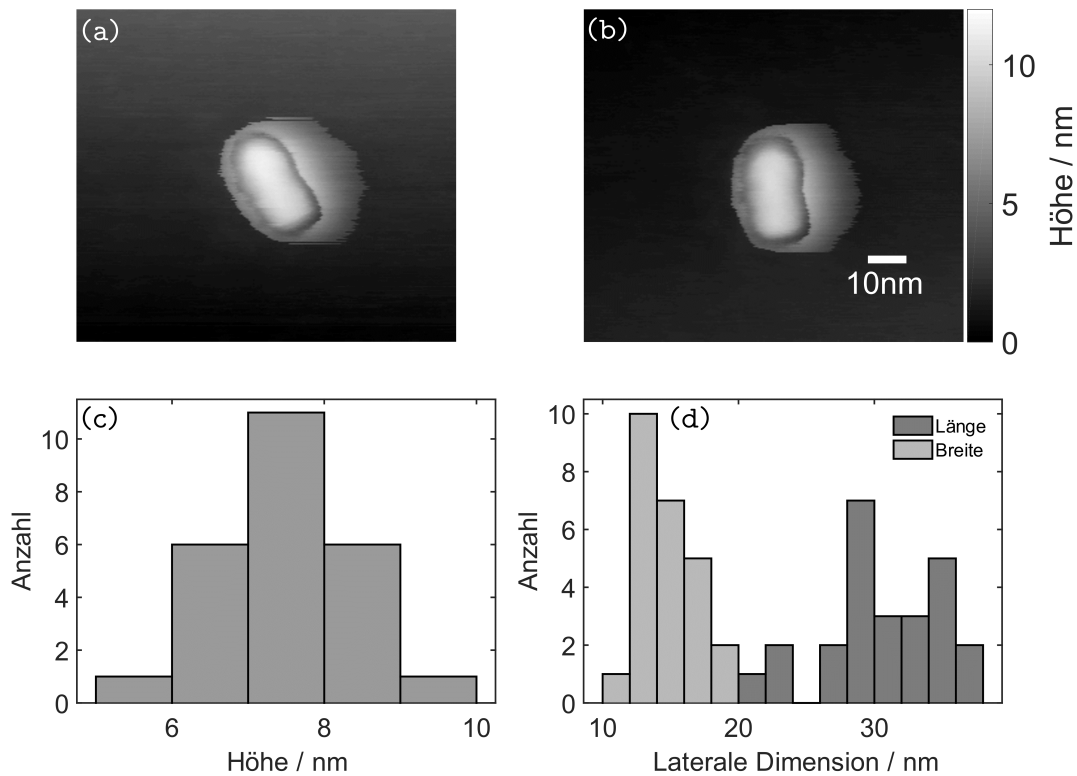 (a)
(b)
10nm
10
5
0
Höhe / nm
(c)
10
8
6
4
2
0
Anzahl
6
8
10
Höhe / nm
(d)
Länge
Breite
10
8
6
4
2
0
Anzahl
10
20
30
Laterale Dimension / nm